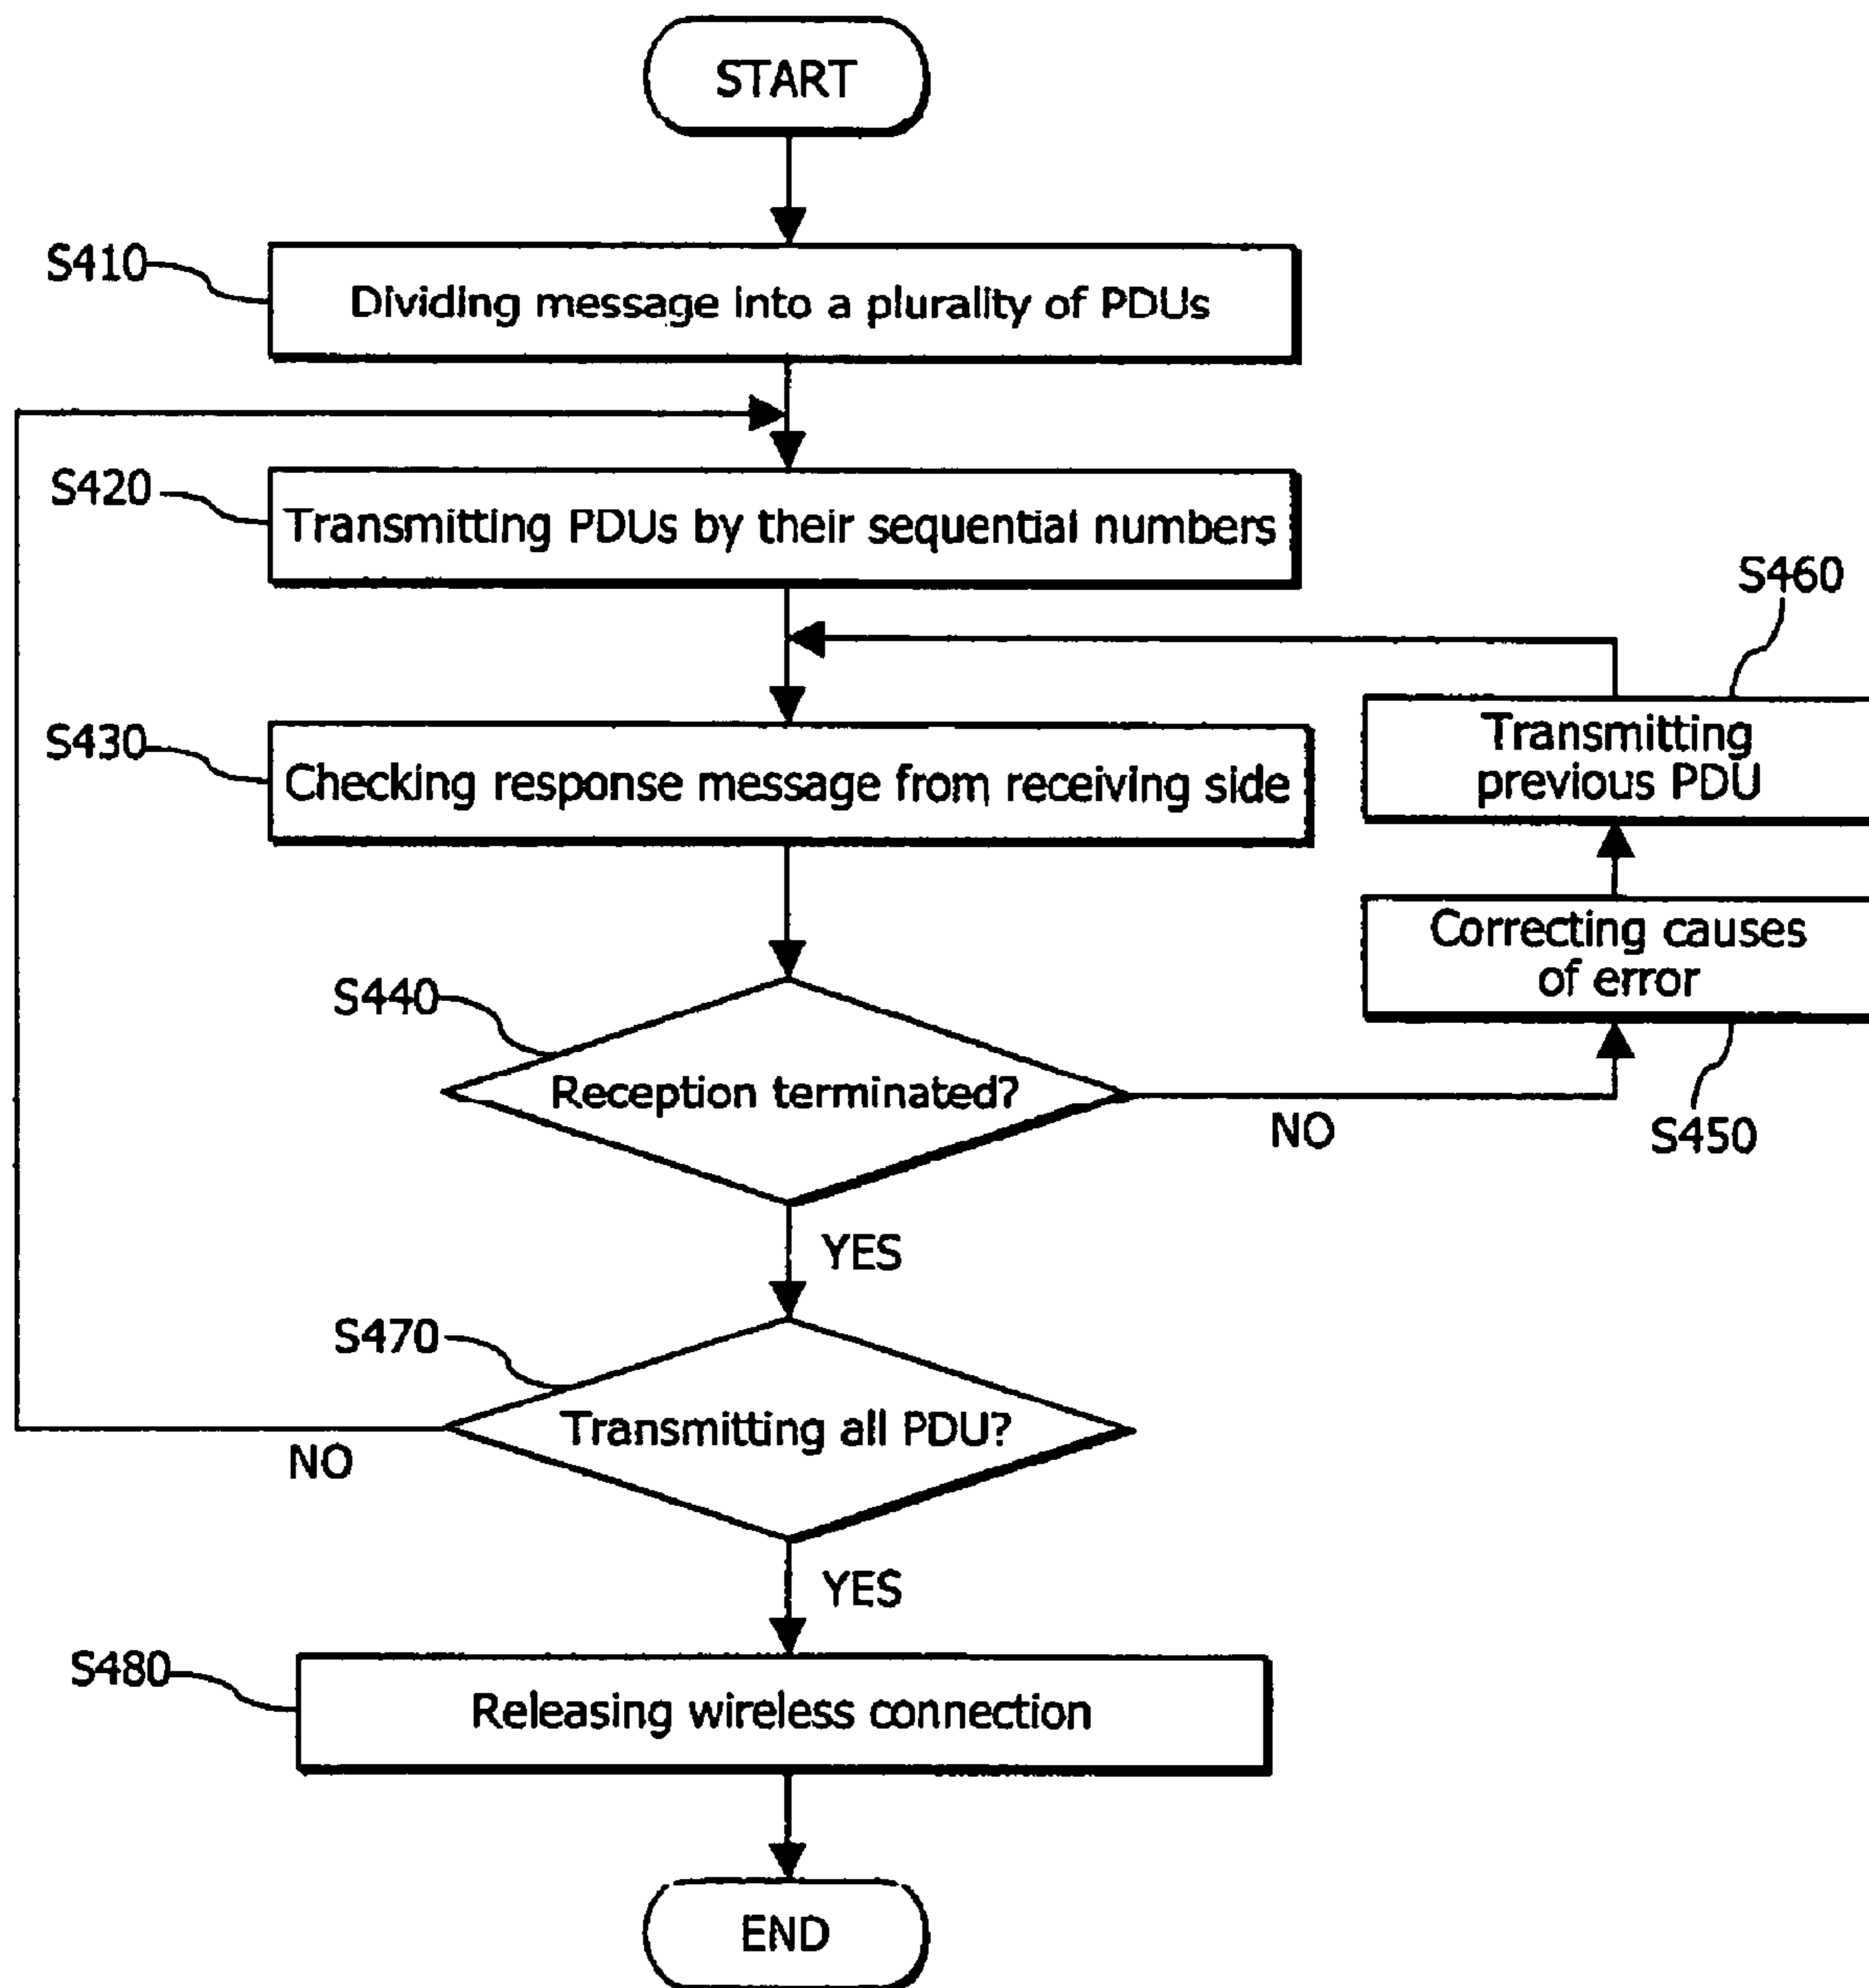 START
S410
Dividing message into a plurality of PDUs
S420
Transmitting PDUs by their sequential numbers
S460
Transmitting
previous PDU
S430
Checking response message from receiving side
Correcting causes
of error
S440
Reception terminated?
NO
S450
YES
S470
Transmitting all PDU?
NO
YES
S480
Releasing wireless connection
END